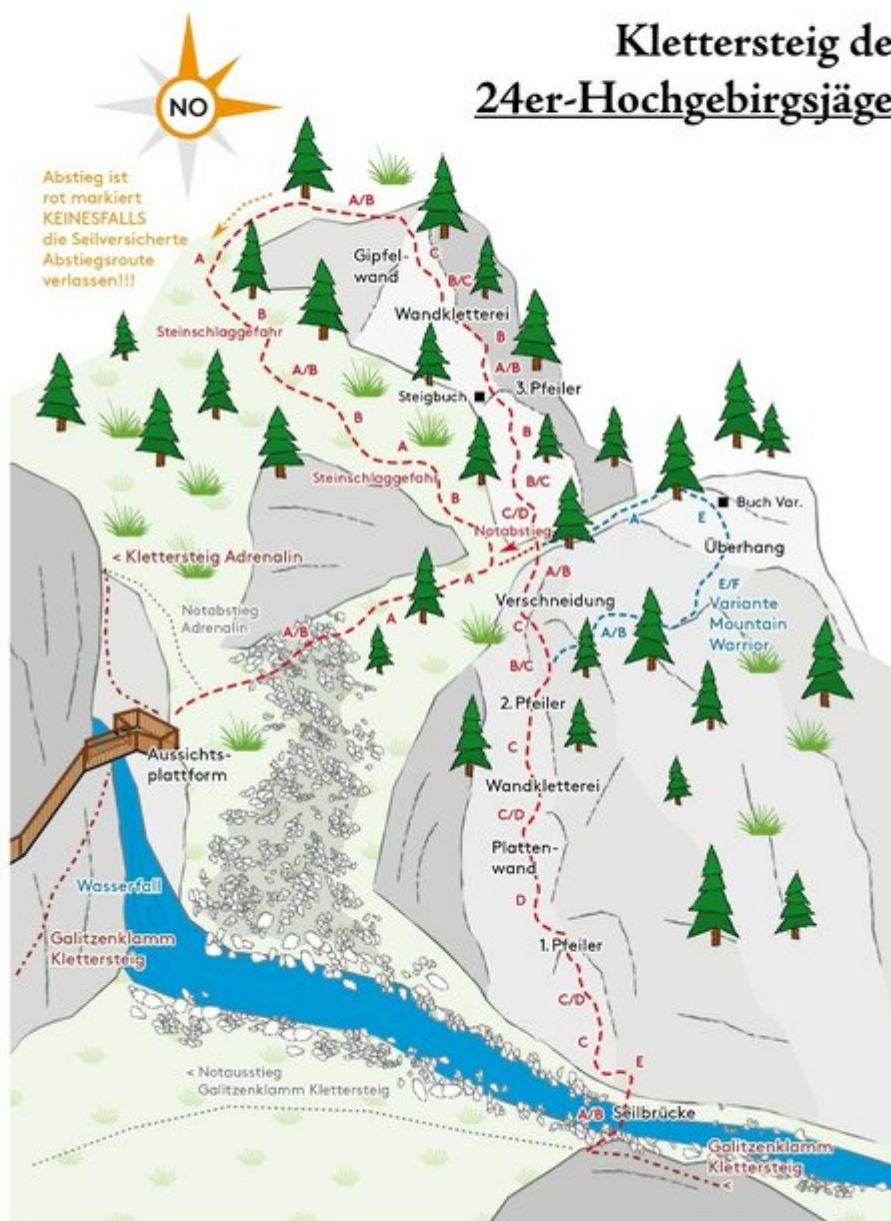 Klettersteig de
24er-Hochgebirgsjäge
NO
Abstieg ist
rot markiert
KEINESFALLS
die Seilversicherte
Abstiegsroute
verlassen!!!
A/B
A
Gipfel-
wand
C
B/C
Wandkletterei
B
Steinschlaggefahr
B
A/B
A/B
3. Pfeiler
Steigbuch
B
B
A
Steinschlaggefahr
B/C
B
C/D
Notabstieg
Buch Var.
A
E
Überhang
< Klettersteig Adrenalin
A/B
A
E/F
Notabstieg
Adrenalin
Verschneidung
Variante
Mountain
Warrior
A
A/B
C
A/B
B/C
2. Pfeiler
C
Aussichts-
plattform
Wandkletterei
C/D
Platten-
wand
Wasserfall
D
Galitzenklamm
Klettersteig
1. Pfeiler
C/D
C
E
< Notausstieg
Galitzenklamm Klettersteig
A/B
Seilbrücke
Galitzenklamm
Klettersteig
<